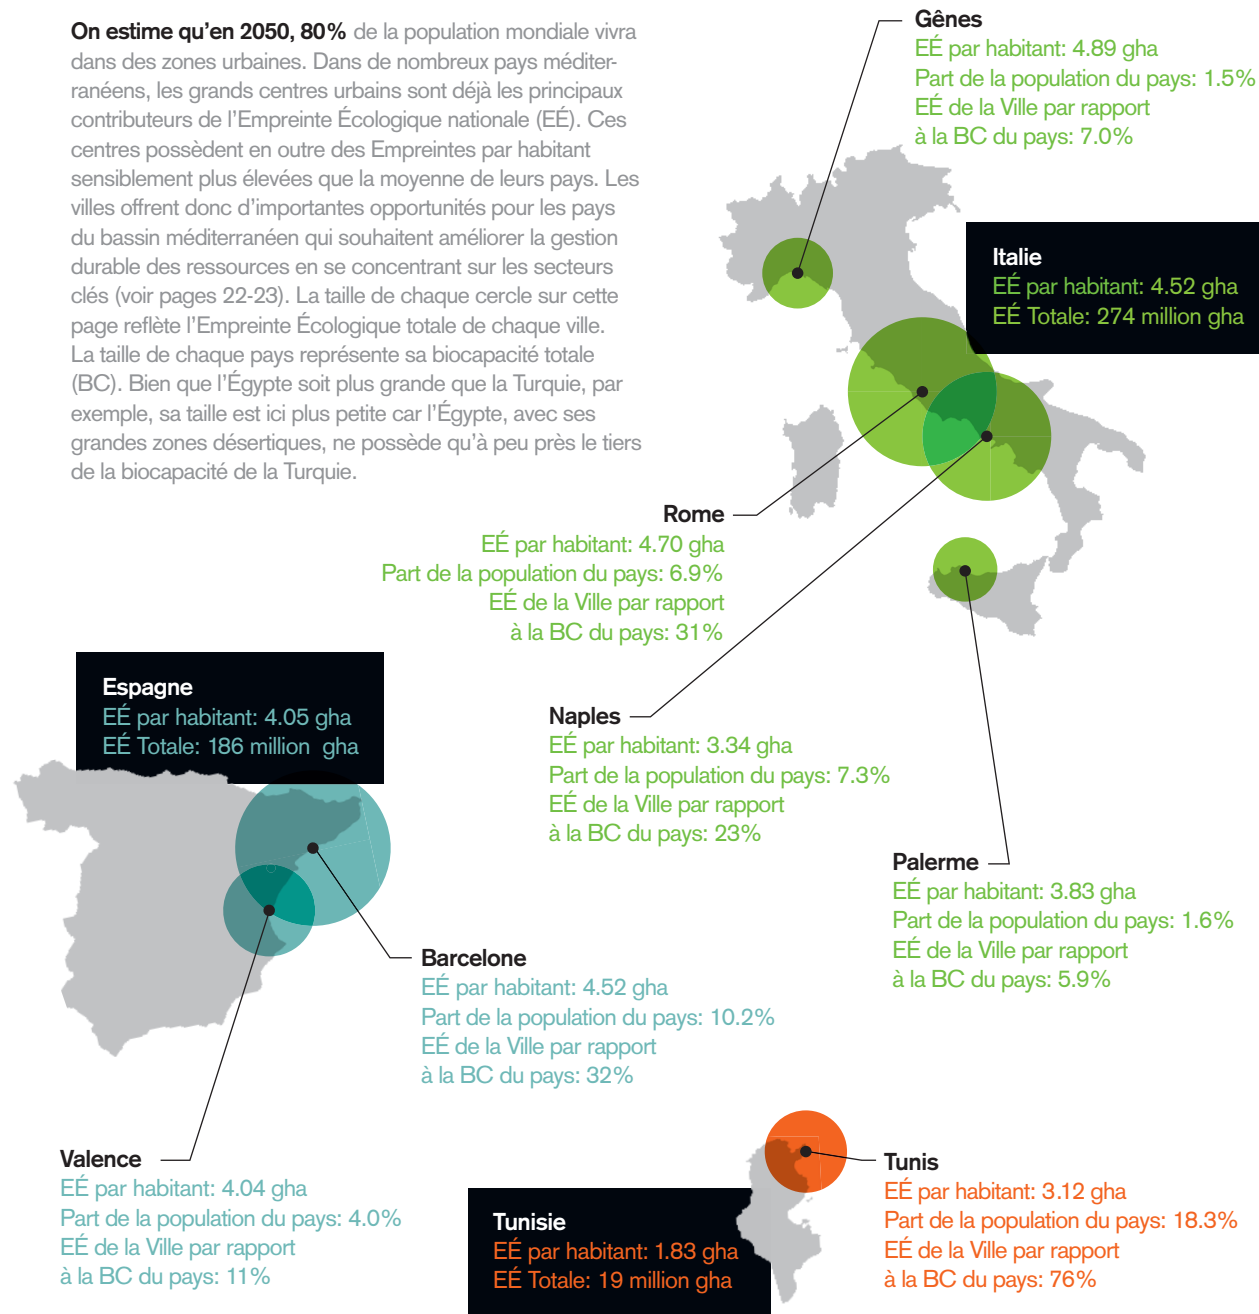 On estime qu'en 2050, 80% de la population mondiale vivra
dans des zones urbaines. Dans de nombreux pays méditer-
ranéens, les grands centres urbains sont déjà les principaux
contributeurs de l'Empreinte Écologique nationale (EÉ). Ces
centres possèdent en outre des Empreintes par habitant
sensiblement plus élevées que la moyenne de leurs pays. Les
villes offrent donc d'importantes opportunités pour les pays
du bassin méditerranéen qui souhaitent améliorer la gestion
durable des ressources en se concentrant sur les secteurs
clés (voir pages 22-23). La taille de chaque cercle sur cette
page reflète l'Empreinte Écologique totale de chaque ville.
La taille de chaque pays représente sa biocapacité totale
(BC). Bien que l'Égypte soit plus grande que la Turquie, par
exemple, sa taille est ici plus petite car l'Égypte, avec ses
grandes zones désertiques, ne possède qu'à peu près le tiers
de la biocapacité de la Turquie.
Gênes
EÉ par habitant: 4.89 gha
Part de la population du pays: 1.5%
EÉ de la Ville par rapport
à la BC du pays: 7.0%
Italie
EÉ par habitant: 4.52 gha
EÉ Totale: 274 million gha
Rome
EÉ par habitant: 4.70 gha
Part de la population du pays: 6.9%
EÉ de la Ville par rapport
à la BC du pays: 31%
Naples
EÉ par habitant: 3.34 gha
Part de la population du pays: 7.3%
EÉ de la Ville par rapport
à la BC du pays: 23%
Palerme
EÉ par habitant: 3.83 gha
Part de la population du pays: 1.6%
EÉ de la Ville par rapport
à la BC du pays: 5.9%
Espagne
EÉ par habitant: 4.05 gha
EÉ Totale: 186 million gha
Barcelone
EÉ par habitant: 4.52 gha
Part de la population du pays: 10.2%
EÉ de la Ville par rapport
à la BC du pays: 32%
Valence
EÉ par habitant: 4.04 gha
Part de la population du pays: 4.0%
EÉ de la Ville par rapport
à la BC du pays: 11%
Tunisie
EÉ par habitant: 1.83 gha
EÉ Totale: 19 million gha
Tunis
EÉ par habitant: 3.12 gha
Part de la population du pays: 18.3%
EÉ de la Ville par rapport
à la BC du pays: 76%